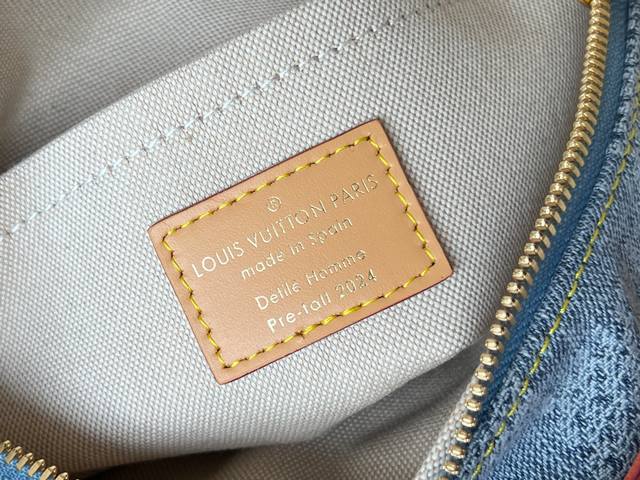 ®
LOUIS VUITTON PARIS
made in Spain
Defile Homme
Pre-fall 2024